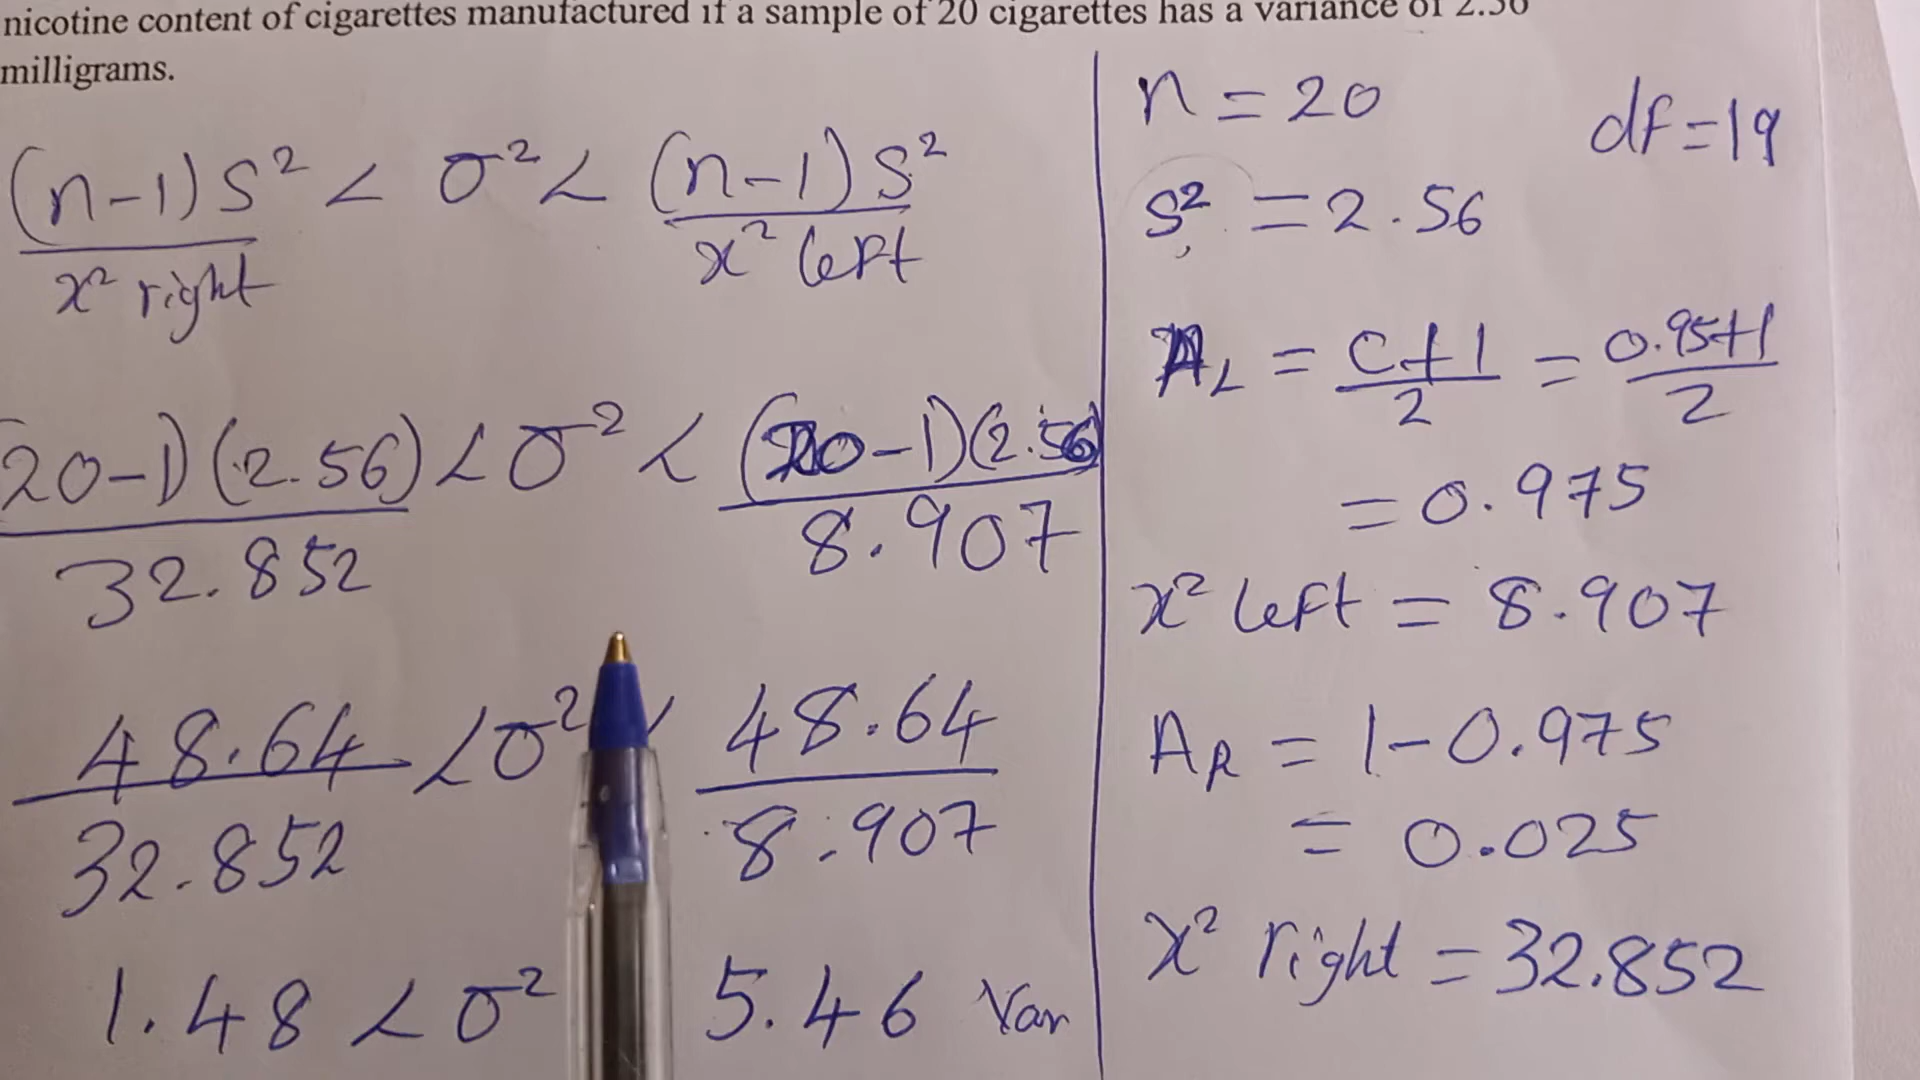 nicotine content of cigarettes manufactured if a sample of 20 cigarettes has a variance of 2.56
milligrams.
(n-1)S² < σ² < (n-1)S²
x² right x² left
20-1)(2.56) < σ² < (20-1)(2.56)
32.852 8.907
48.64 < σ² < 48.64
32.852 8.907
1.48 < σ² 5.46 Var
n = 20 df = 19
S² = 2.56
A_L = C+1 = 0.95+1
2 2
= 0.975
x² left = 8.907
A_R = 1-0.975
= 0.025
x² right = 32.852